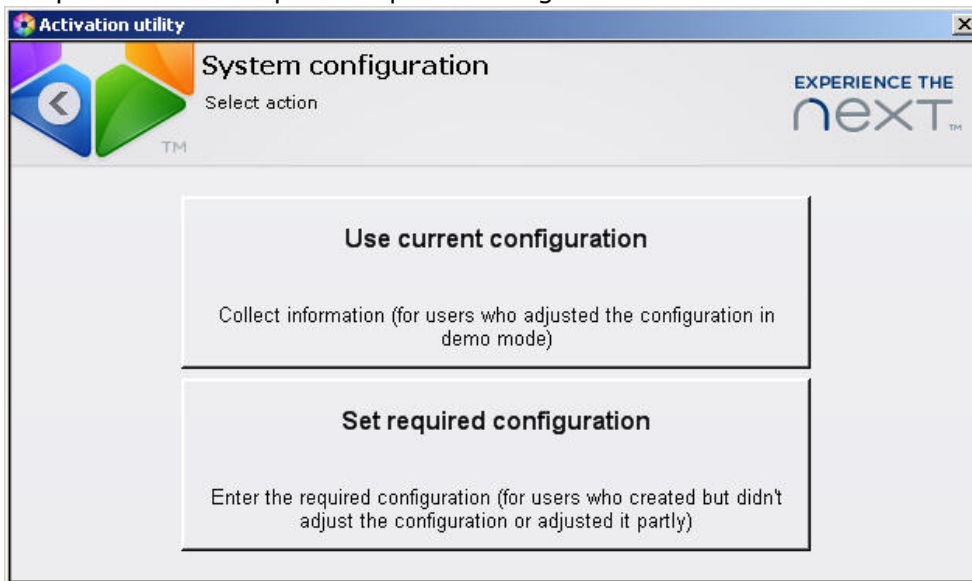 Activation utility
System configuration
Select action
EXPERIENCE THE
next™
TM
Use current configuration
Collect information (for users who adjusted the configuration in
demo mode)
Set required configuration
Enter the required configuration (for users who created but didn't
adjust the configuration or adjusted it partly)